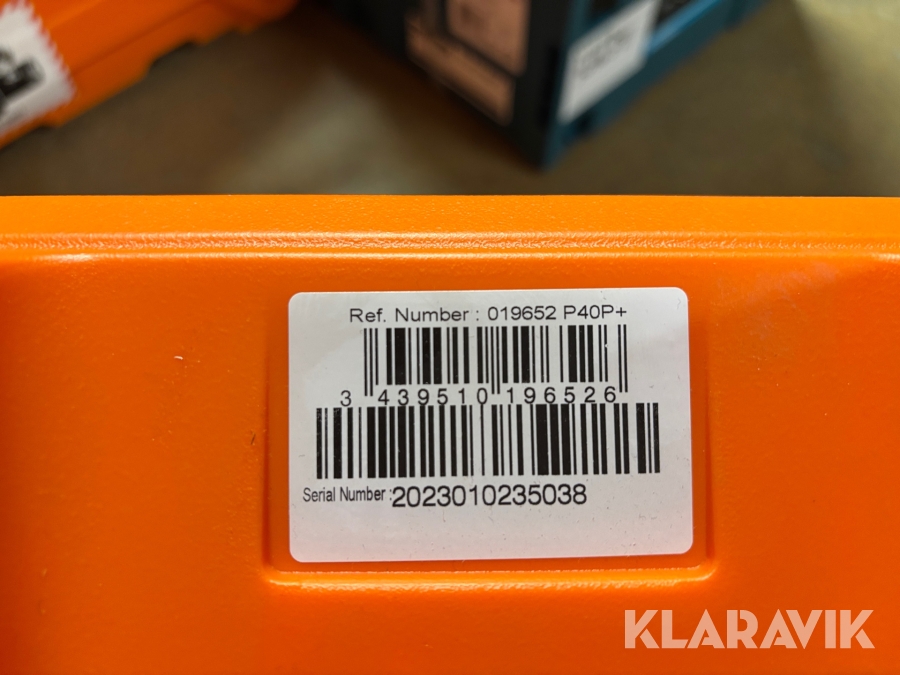 Ref. Number : 019652 P40P+
3 439510 196526
Serial Number : 2023010235038
KLARAVIK